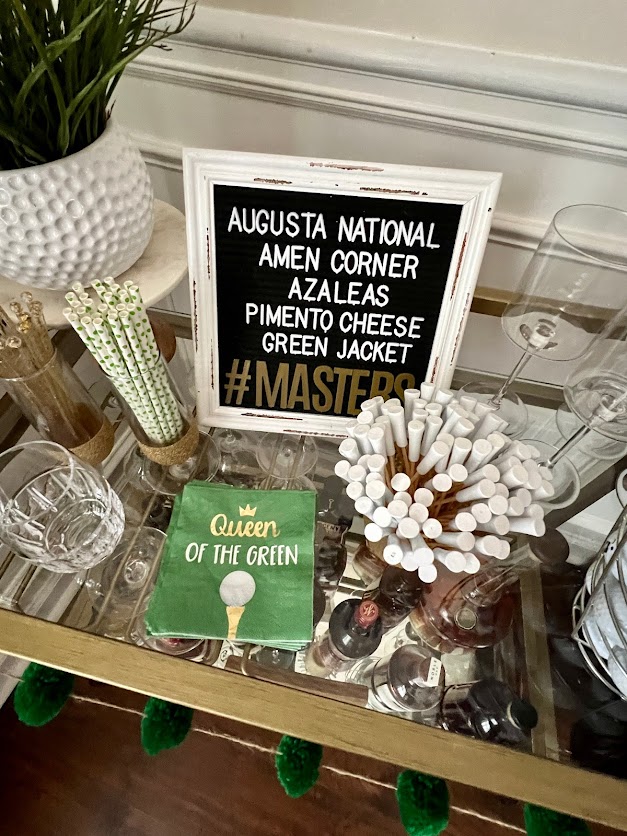 AUGUSTA NATIONAL
AMEN CORNER
AZALEAS
PIMENTO CHEESE
GREEN JACKET
#MASTERS
Queen
OF THE GREEN